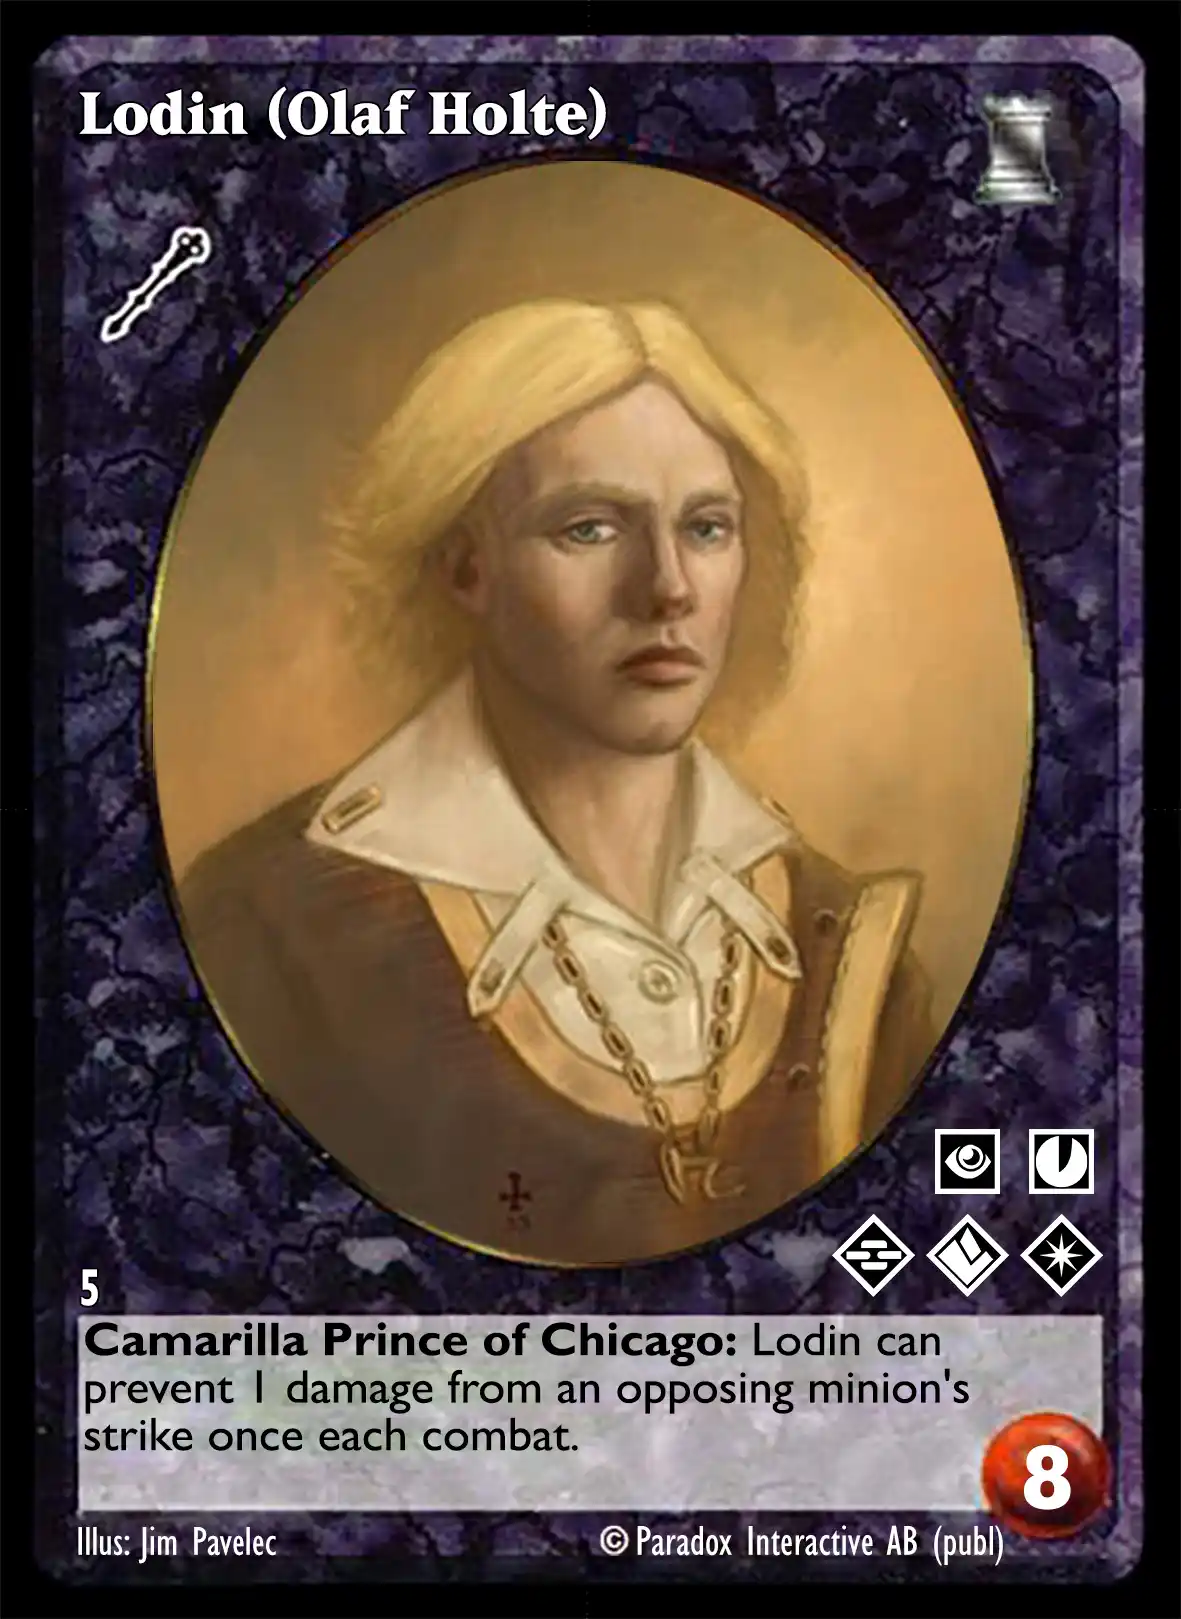 Lodin (Olaf Holte)
5
Camarilla Prince of Chicago: Lodin can
prevent 1 damage from an opposing minion's
strike once each combat.
8
Illus: Jim Pavelec
© Paradox Interactive AB (publ)